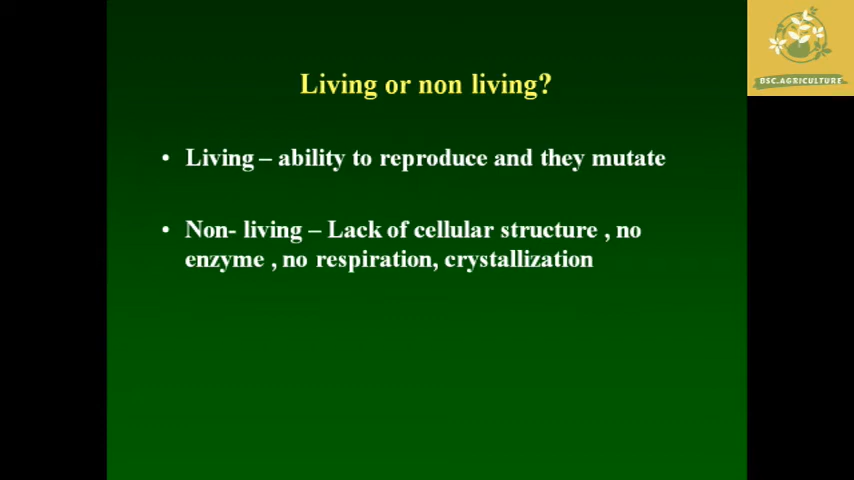 Living or non living?
DSC.AGRICULTURE
• Living – ability to reproduce and they mutate
• Non- living – Lack of cellular structure , no
enzyme , no respiration, crystallization